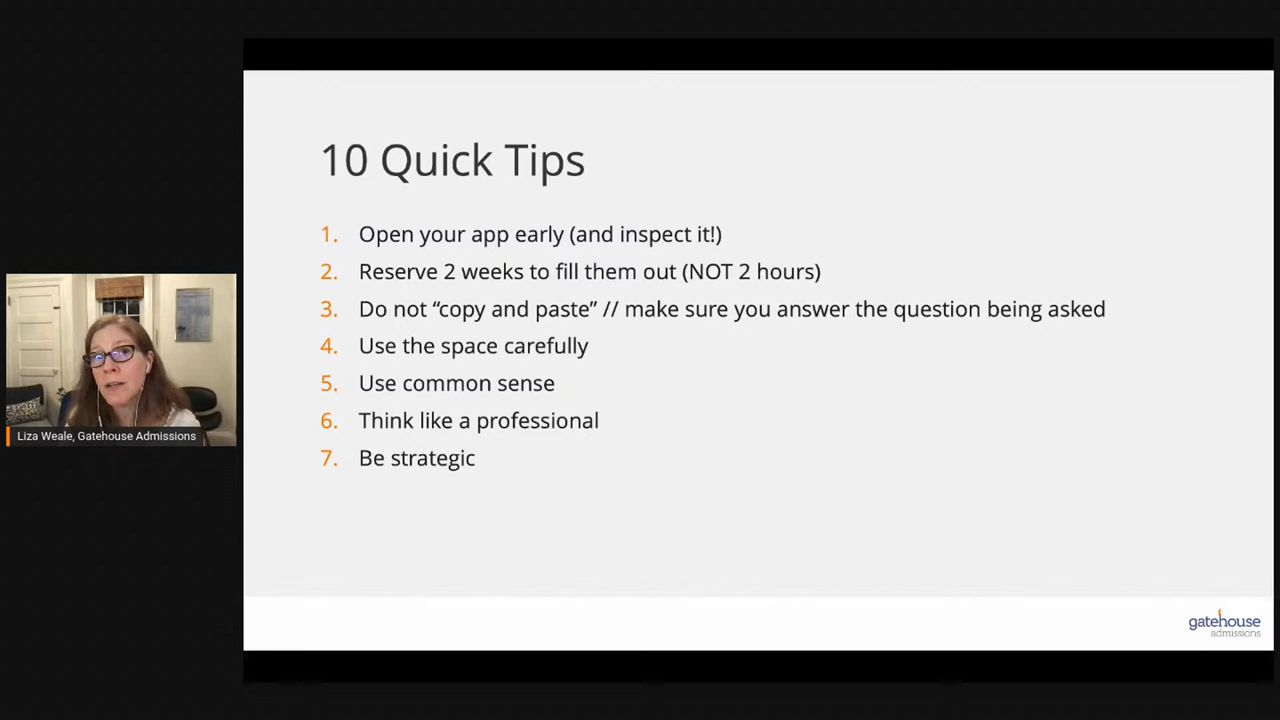 10 Quick Tips
1. Open your app early (and inspect it!)
2. Reserve 2 weeks to fill them out (NOT 2 hours)
3. Do not “copy and paste” // make sure you answer the question being asked
4. Use the space carefully
5. Use common sense
6. Think like a professional
7. Be strategic
Liza Weale, Gatehouse Admissions
gatehouse
admissions